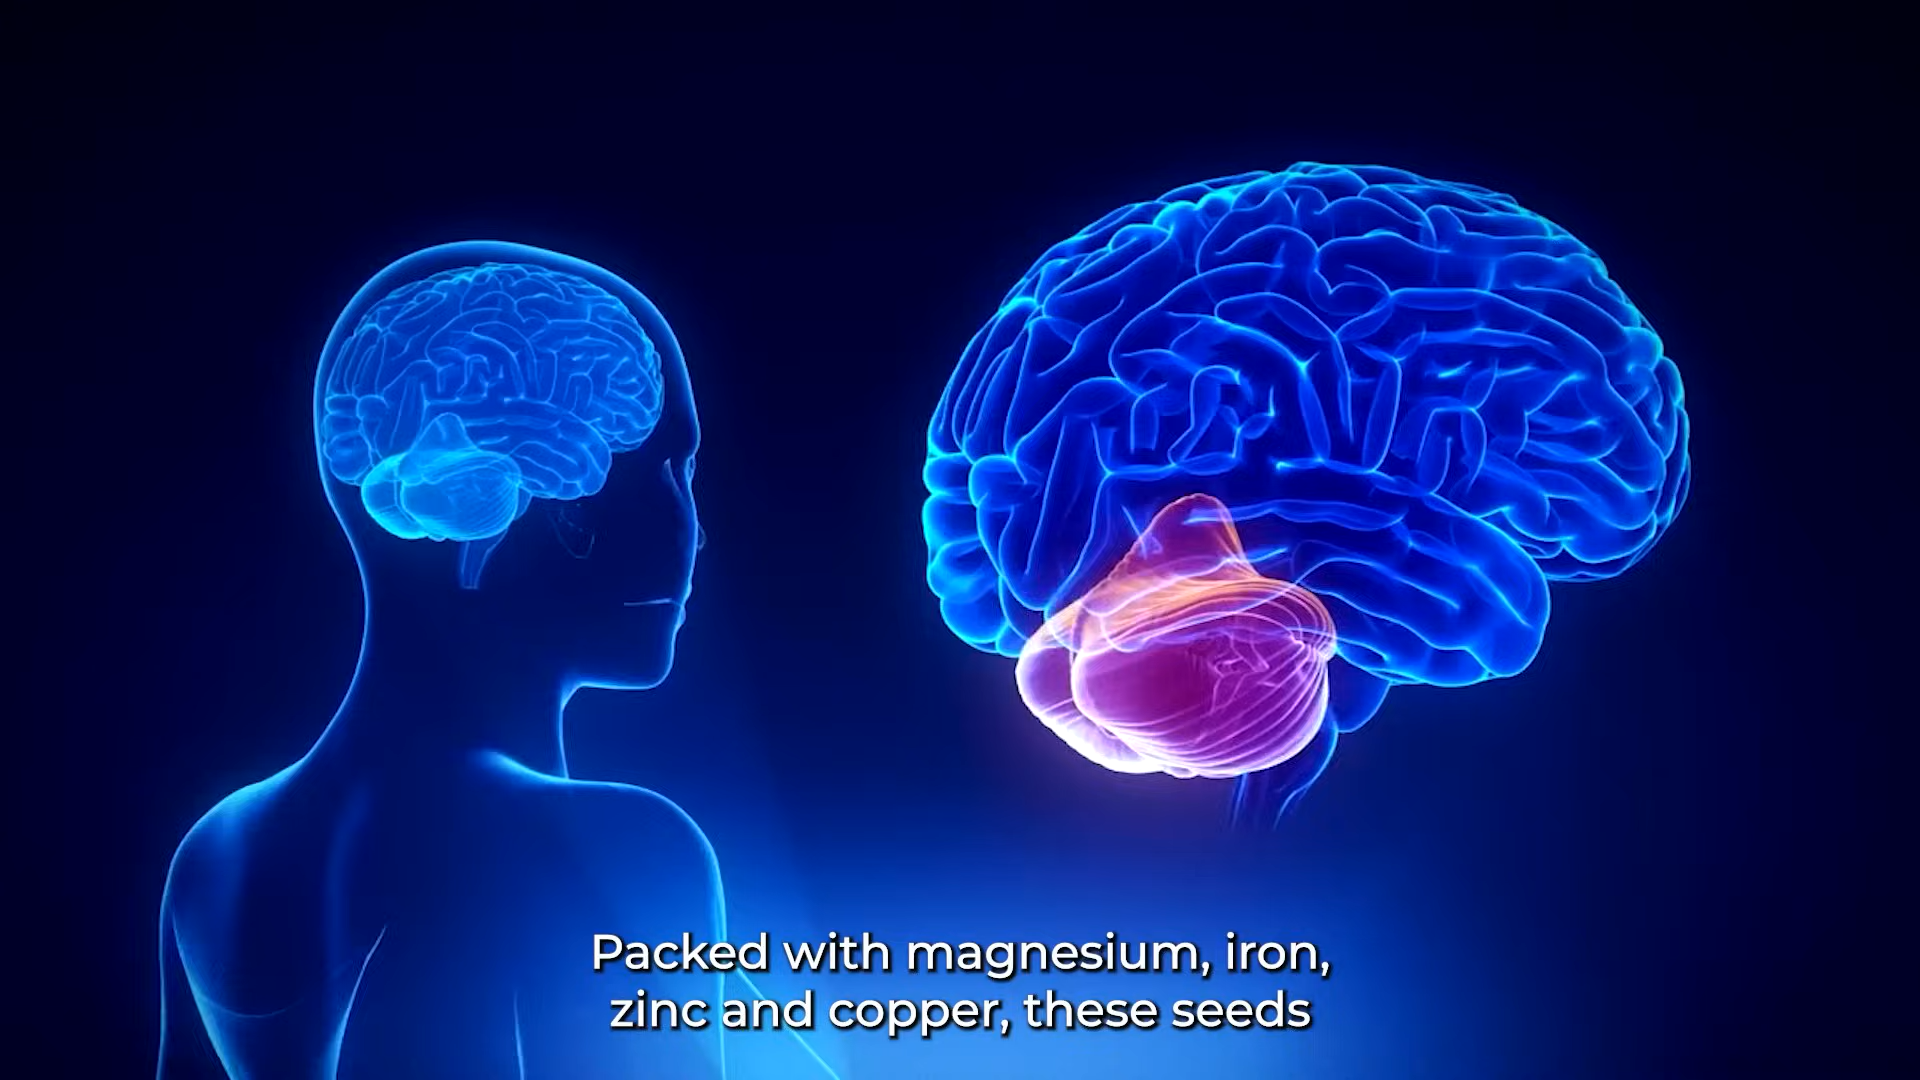 Packed with magnesium, iron,
zinc and copper, these seeds